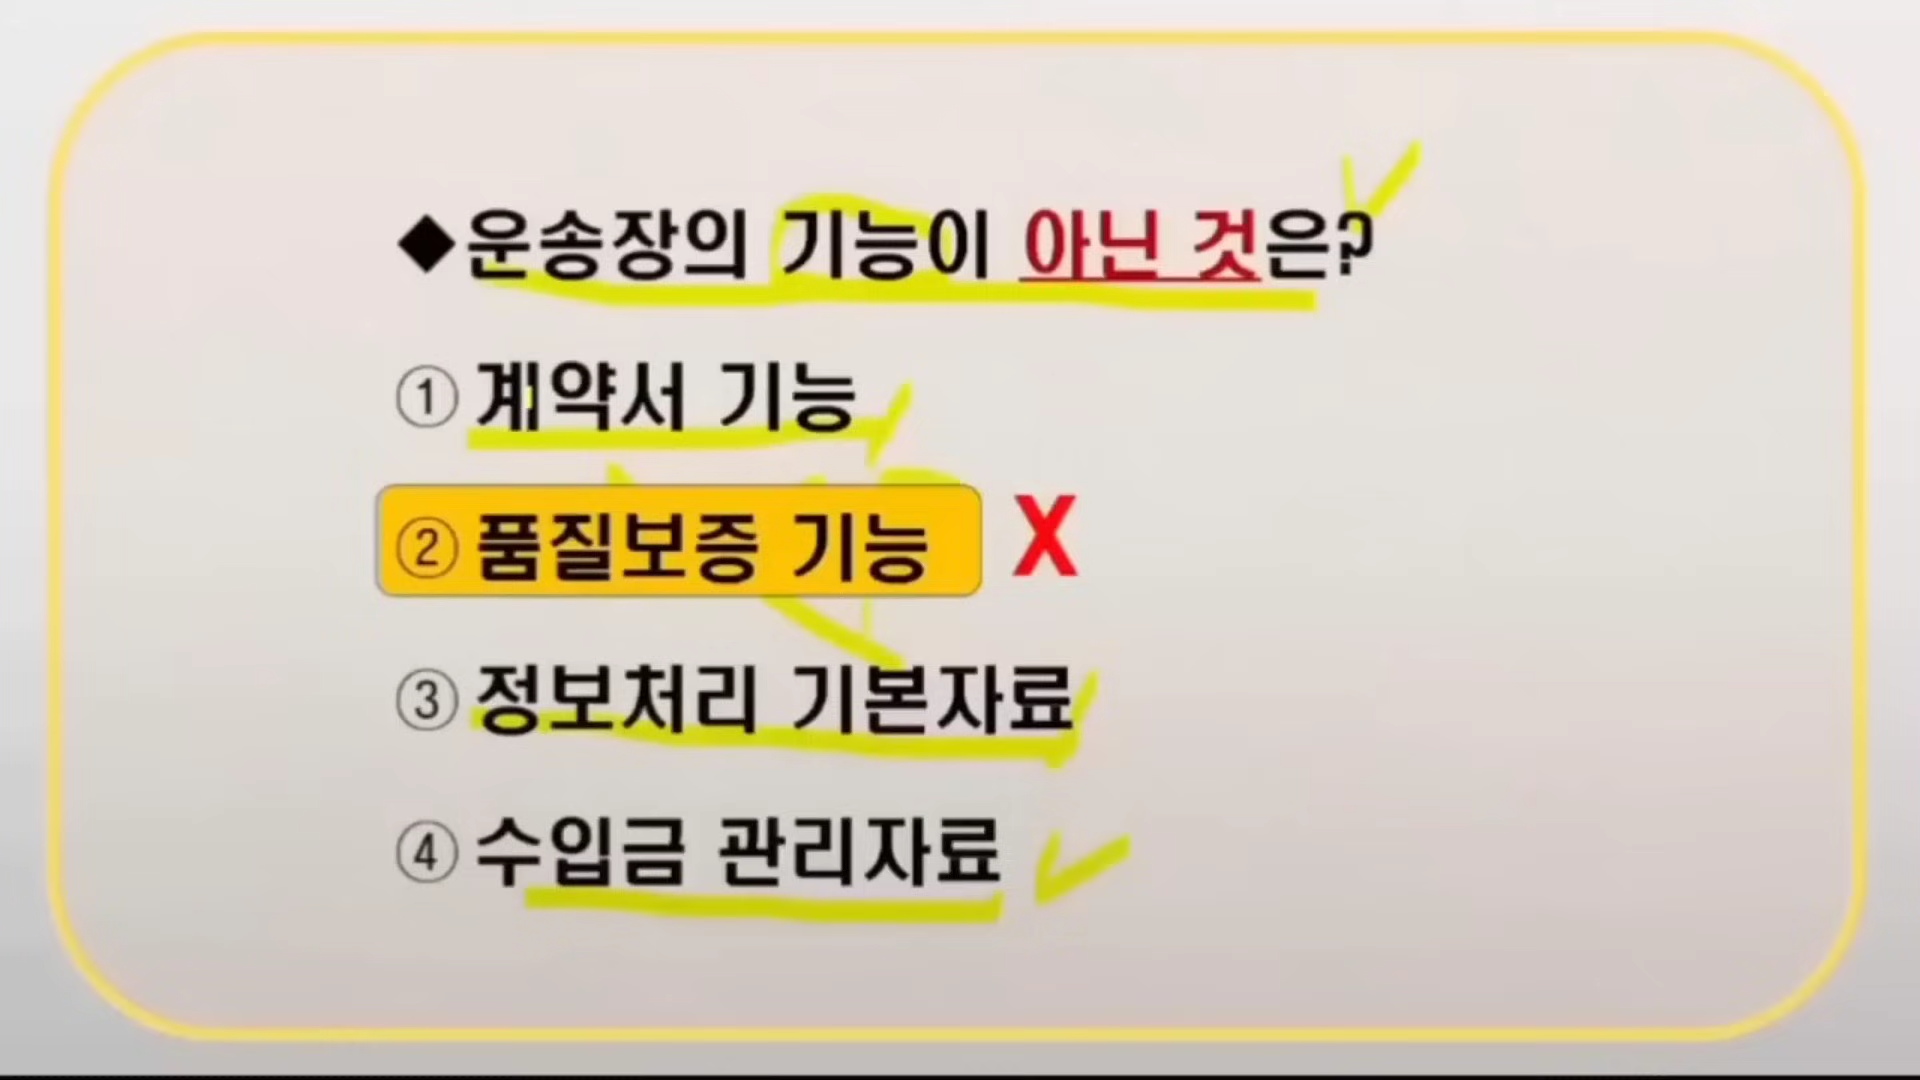 ◆운송장의 기능이 아닌 것은?
① 계약서 기능
② 품질보증 기능 X
③ 정보처리 기본자료
④ 수입금 관리자료